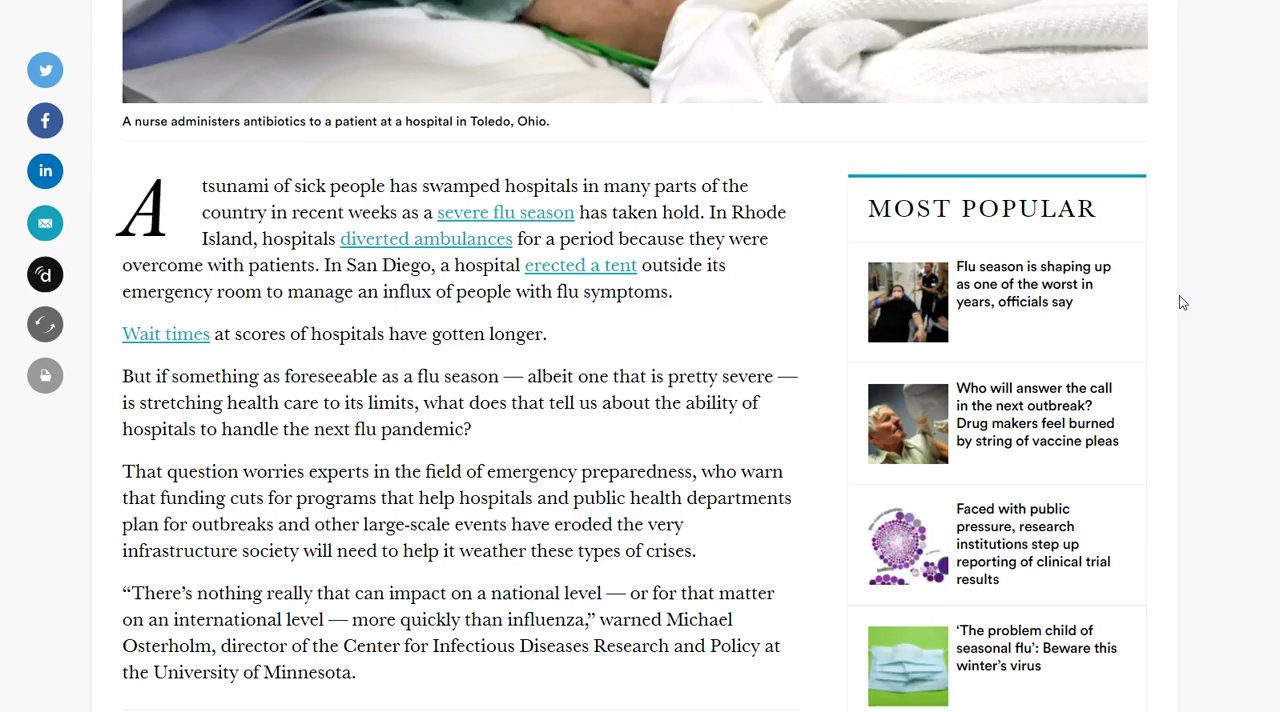 A nurse administers antibiotics to a patient at a hospital in Toledo, Ohio.
A tsunami of sick people has swamped hospitals in many parts of the
country in recent weeks as a severe flu season has taken hold. In Rhode
Island, hospitals diverted ambulances for a period because they were
overcome with patients. In San Diego, a hospital erected a tent outside its
emergency room to manage an influx of people with flu symptoms.
Wait times at scores of hospitals have gotten longer.
But if something as foreseeable as a flu season — albeit one that is pretty severe —
is stretching health care to its limits, what does that tell us about the ability of
hospitals to handle the next flu pandemic?
That question worries experts in the field of emergency preparedness, who warn
that funding cuts for programs that help hospitals and public health departments
plan for outbreaks and other large-scale events have eroded the very
infrastructure society will need to help it weather these types of crises.
“There’s nothing really that can impact on a national level — or for that matter
on an international level — more quickly than influenza,” warned Michael
Osterholm, director of the Center for Infectious Diseases Research and Policy at
the University of Minnesota.
MOST POPULAR
Flu season is shaping up
as one of the worst in
years, officials say
Who will answer the call
in the next outbreak?
Drug makers feel burned
by string of vaccine pleas
Faced with public
pressure, research
institutions step up
reporting of clinical trial
results
‘The problem child of
seasonal flu’: Beware this
winter’s virus